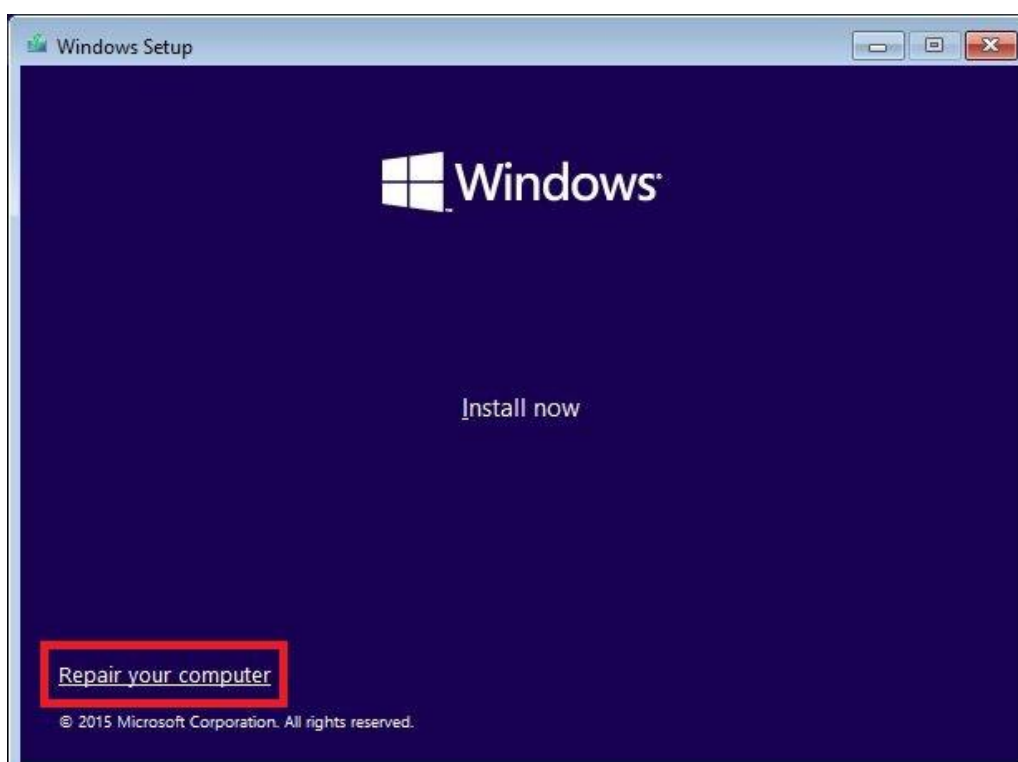 Windows Setup
Windows
Install now
Repair your computer
© 2015 Microsoft Corporation. All rights reserved.